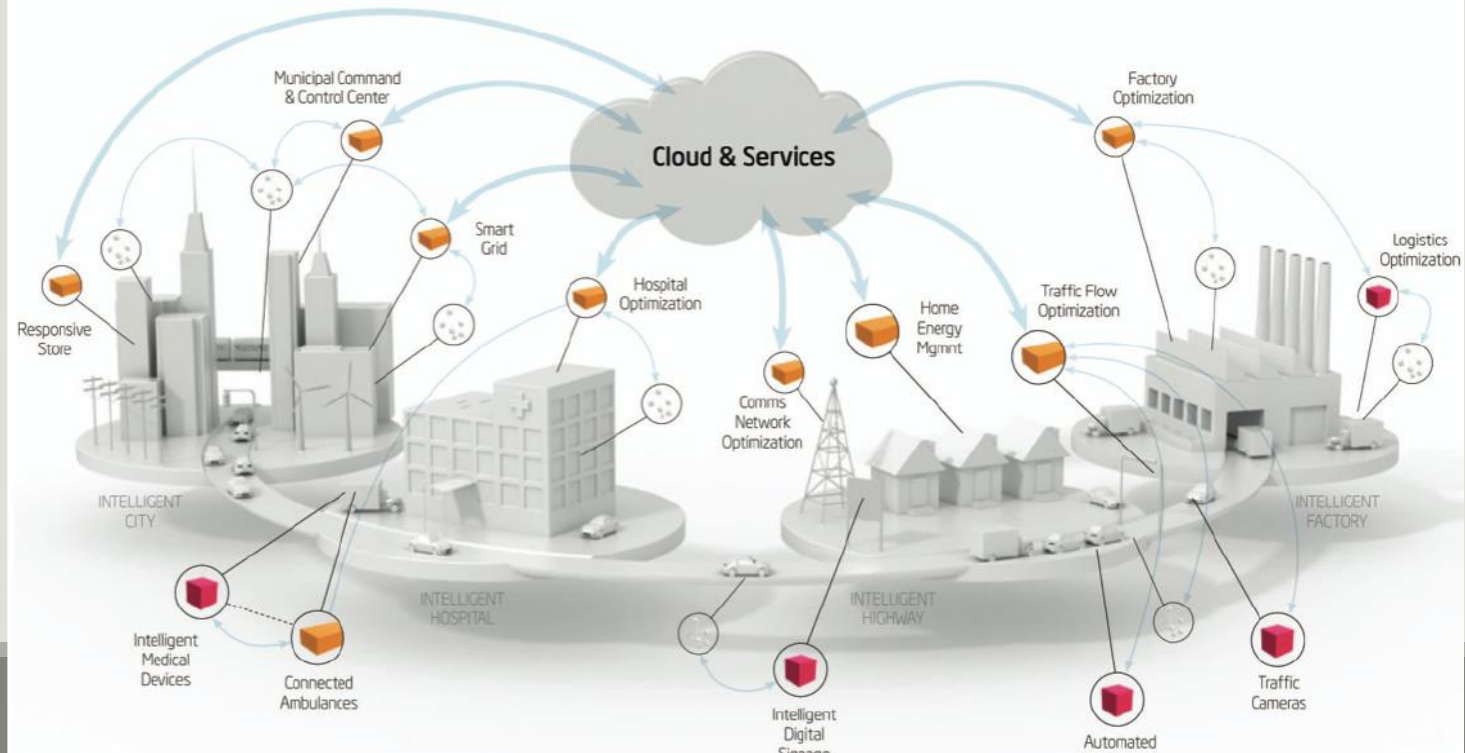 Municipal Command
& Control Center
Factory
Optimization
Cloud & Services
Smart
Grid
Logistics
Optimization
Hospital
Optimization
Traffic Flow
Optimization
Home
Energy
Mgmnt
Responsive
Store
Comms
Network
Optimization
INTELLIGENT
CITY
INTELLIGENT
FACTORY
INTELLIGENT
HOSPITAL
INTELLIGENT
HIGHWAY
Intelligent
Medical
Devices
Connected
Ambulances
Traffic
Cameras
Intelligent
Digital
Automated